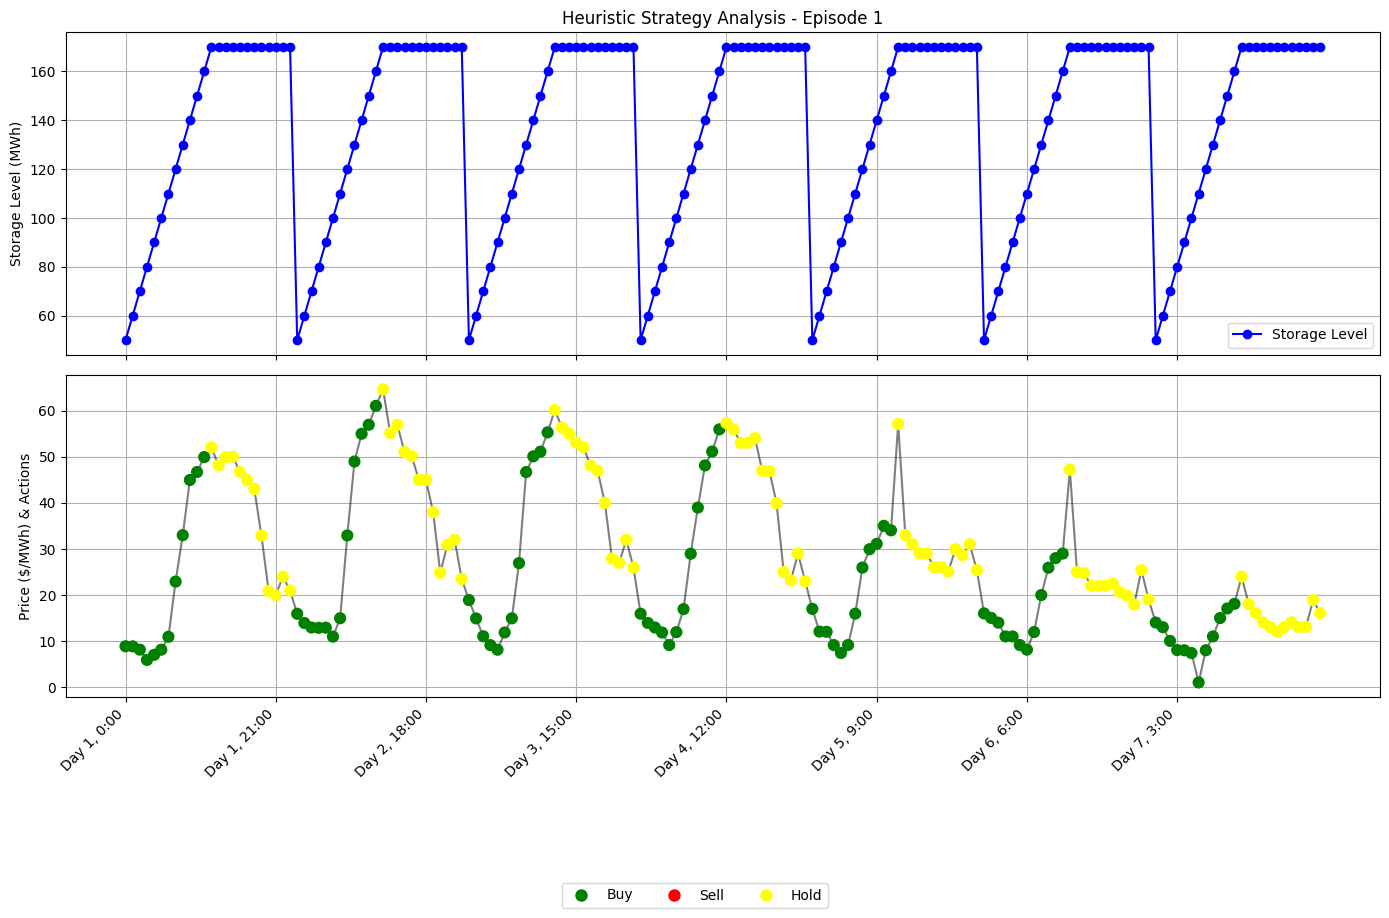 Heuristic Strategy Analysis - Episode 1
Storage Level (MWh)
160
140
120
100
80
60
Storage Level
Price ($/MWh) & Actions
60
50
40
30
20
10
0
Day 1, 0:00
Day 1, 21:00
Day 2, 18:00
Day 3, 15:00
Day 4, 12:00
Day 5, 9:00
Day 6, 6:00
Day 7, 3:00
Buy
Sell
Hold